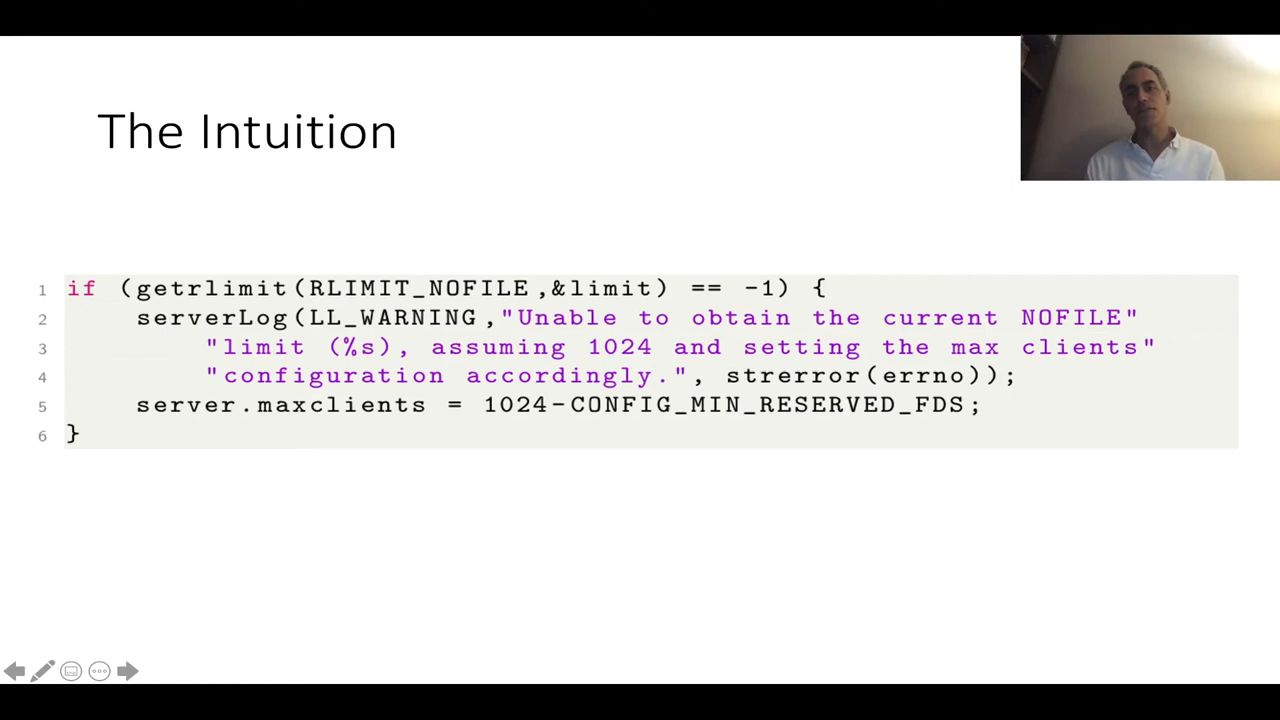 The Intuition
1 if (getrlimit(RLIMIT_NOFILE,&limit) == -1) {
2 serverLog(LL_WARNING,"Unable to obtain the current NOFILE"
3 "limit (%s), assuming 1024 and setting the max clients"
4 "configuration accordingly.", strerror(errno));
5 server.maxclients = 1024-CONFIG_MIN_RESERVED_FDS;
6 }